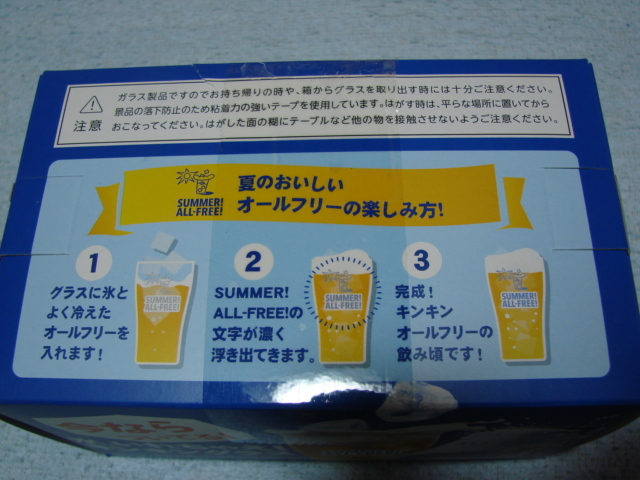 ガラス製品ですのでお持ち帰りの時や、箱からグラスを取り出す時には十分ご注意ください。
景品の落下防止のため粘着力の強いテープを使用しています。はがす時は、平らな場所に置いてから
おこなってください。はがした面の糊にテーブルなど他の物を接触させないようご注意ください。
注意
SUMMER!
ALL-FREE!
夏のおいしい
オールフリーの楽しみ方!
1
グラスに氷と
よく冷えた
オールフリーを
入れます!
SUMMER!
ALL-FREE!
2
SUMMER!
ALL-FREE!の
文字が濃く
浮き出てきます。
SUMMER!
ALL-FREE!
3
完成!
キンキン
オールフリーの
飲み頃です!
SUMMER!
ALL-FREE!